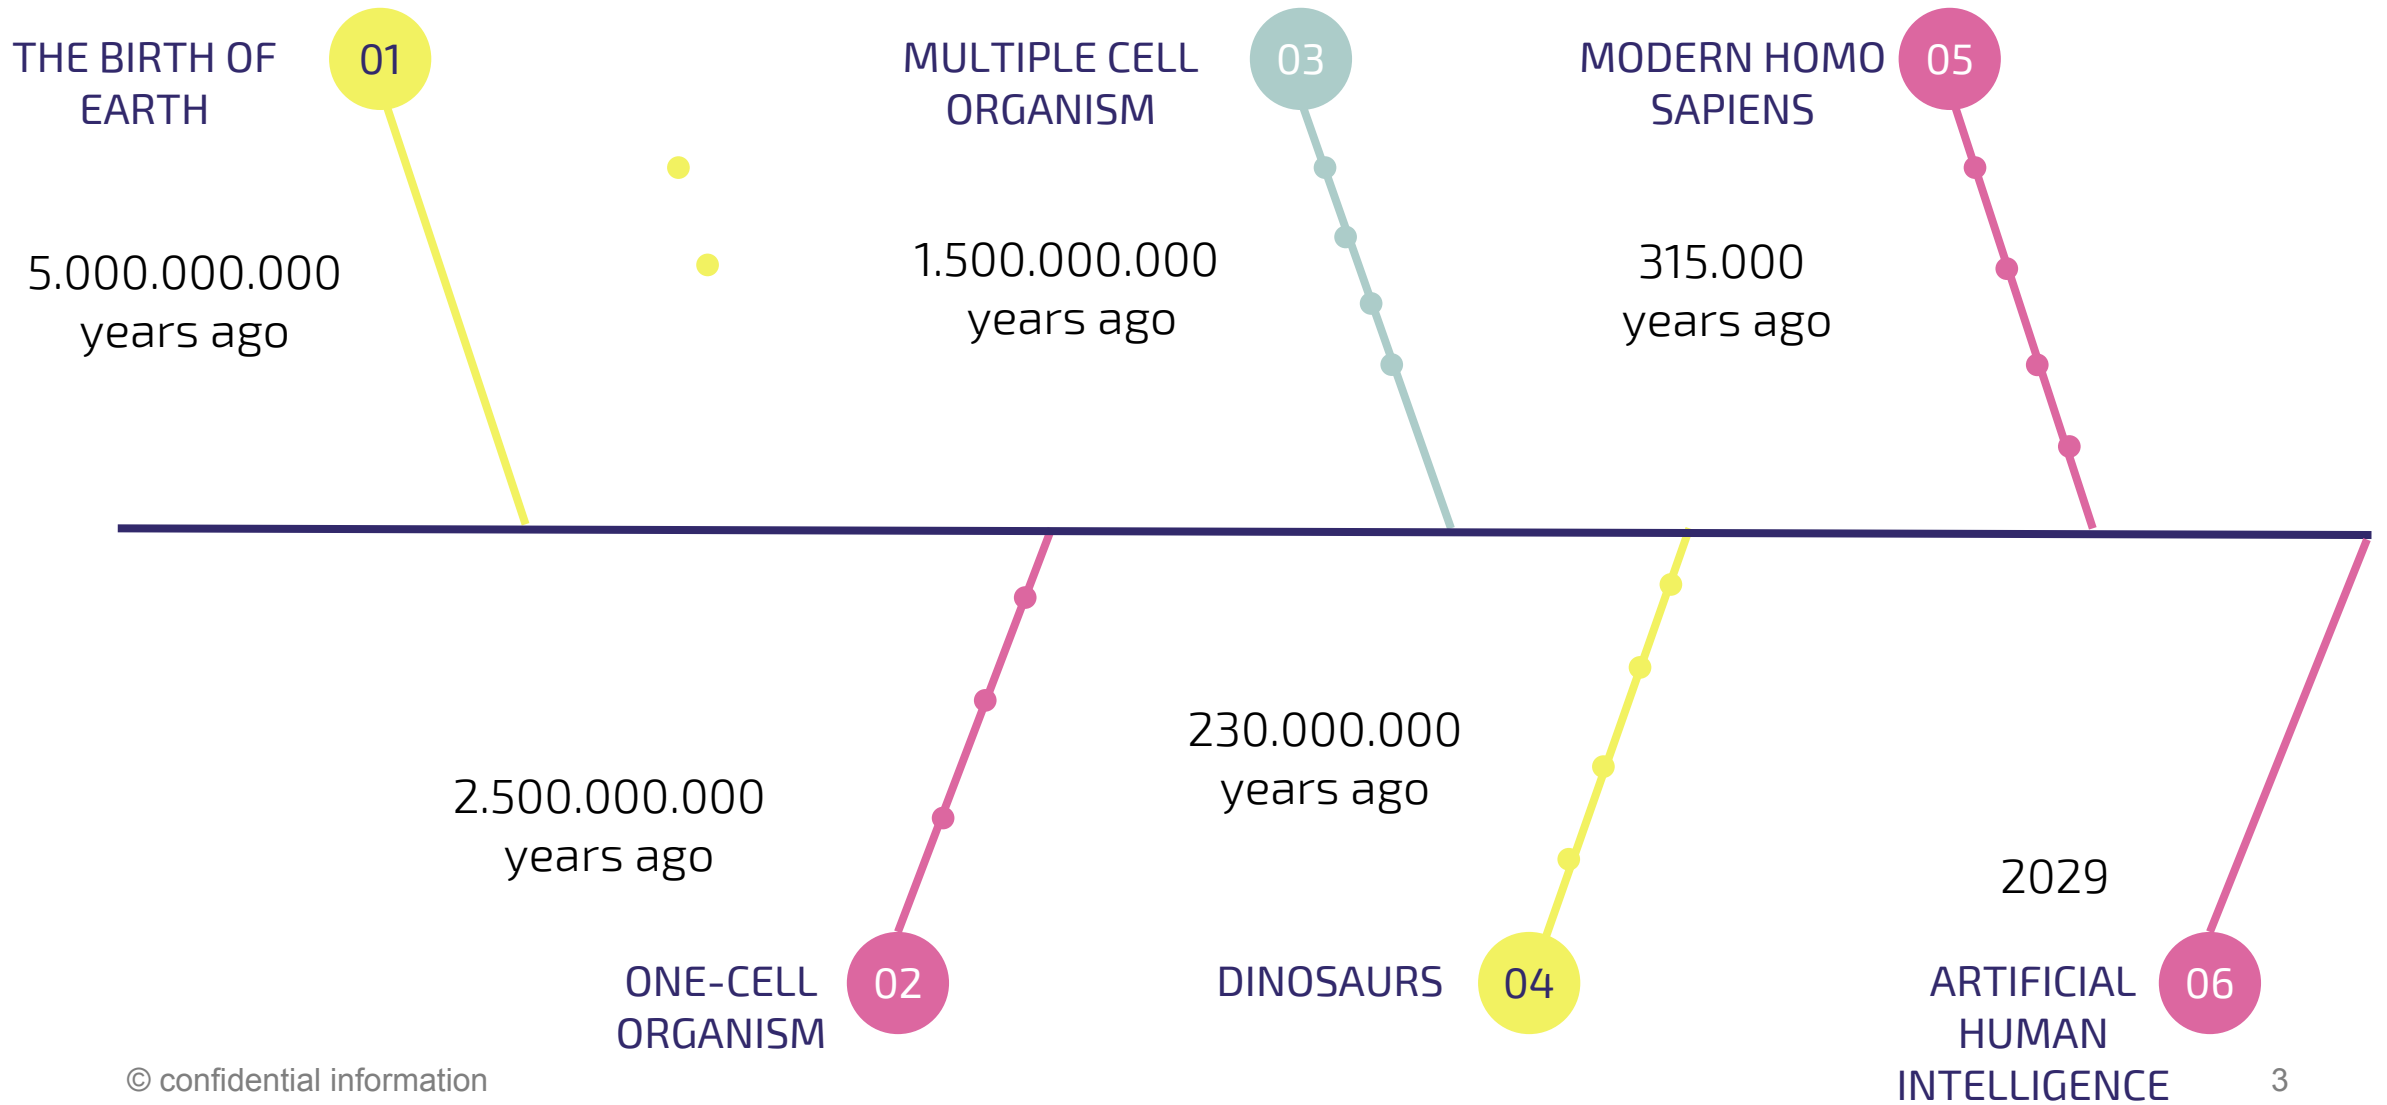 THE BIRTH OF
EARTH
01
5.000.000.000
years ago
MULTIPLE CELL
ORGANISM
03
1.500.000.000
years ago
MODERN HOMO
SAPIENS
05
315.000
years ago
2.500.000.000
years ago
ONE-CELL
ORGANISM
02
230.000.000
years ago
DINOSAURS
04
2029
ARTIFICIAL
HUMAN
INTELLIGENCE
06
© confidential information
3